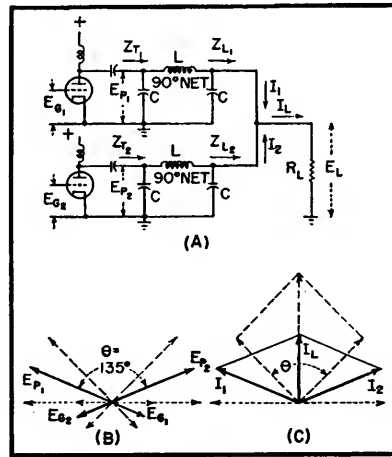 +
Z_T1 L Z_L1
90° NET.
E_G1 E_P1 C C I_1
I_L
+
I_2
Z_T2 L Z_L2
90° NET
E_G2 E_P2 C C R_L E_L
(A)
θ=
135°
E_P1 E_P2
E_G2 E_G1
(B)
I_L
θ
I_1 I_2
(C)